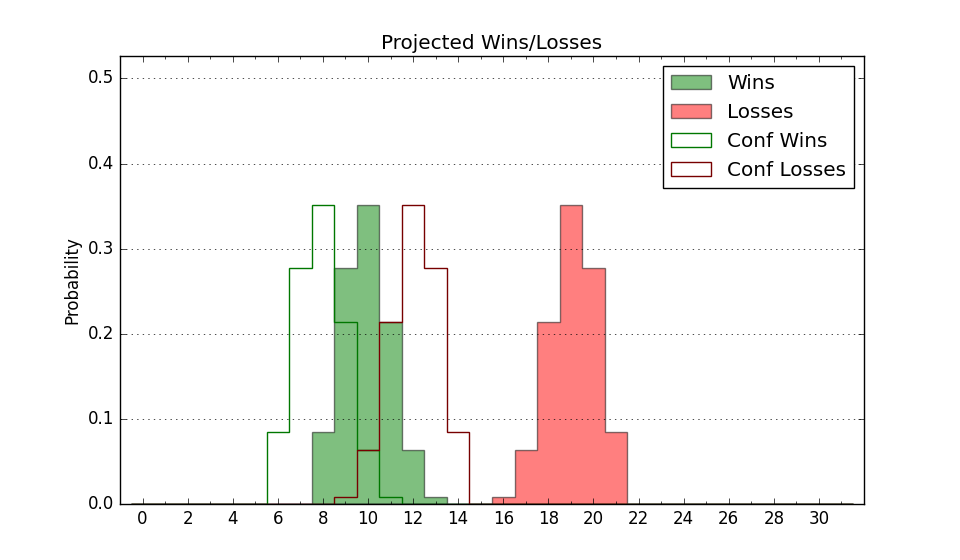 Projected Wins/Losses
0.5
0.4
0.3
0.2
0.1
0.0
Probability
Wins
Losses
Conf Wins
Conf Losses
0 2 4 6 8 10 12 14 16 18 20 22 24 26 28 30